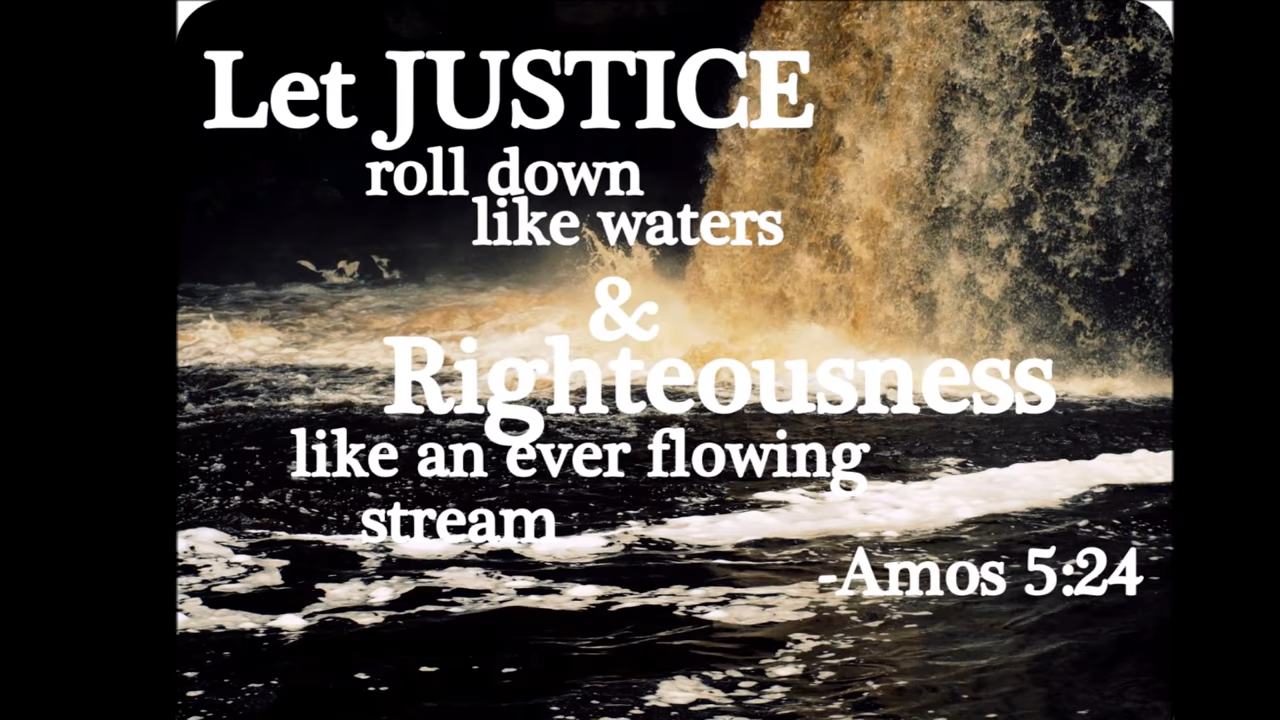 Let JUSTICE
roll down
like waters
&
Righteousness
like an ever flowing
stream
-Amos 5:24